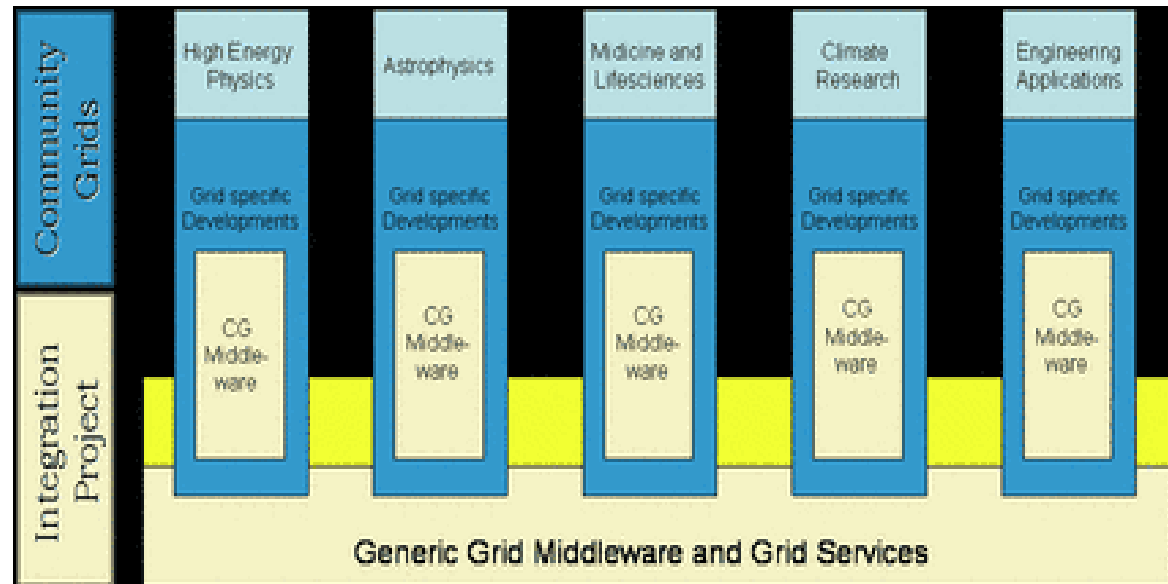 Community
Grids
Integration
Project
High Energy
Physics
Astrophysics
Midicine and
Lifesciences
Climate
Research
Engineering
Applications
Grid specific
Developments
Grid specific
Developments
Grid specific
Developments
Grid specific
Developments
Grid specific
Developments
CG
Middle-
ware
CG
Middle-
ware
CG
Middle-
ware
CG
Middle-
ware
CG
Middle-
ware
Generic Grid Middleware and Grid Services